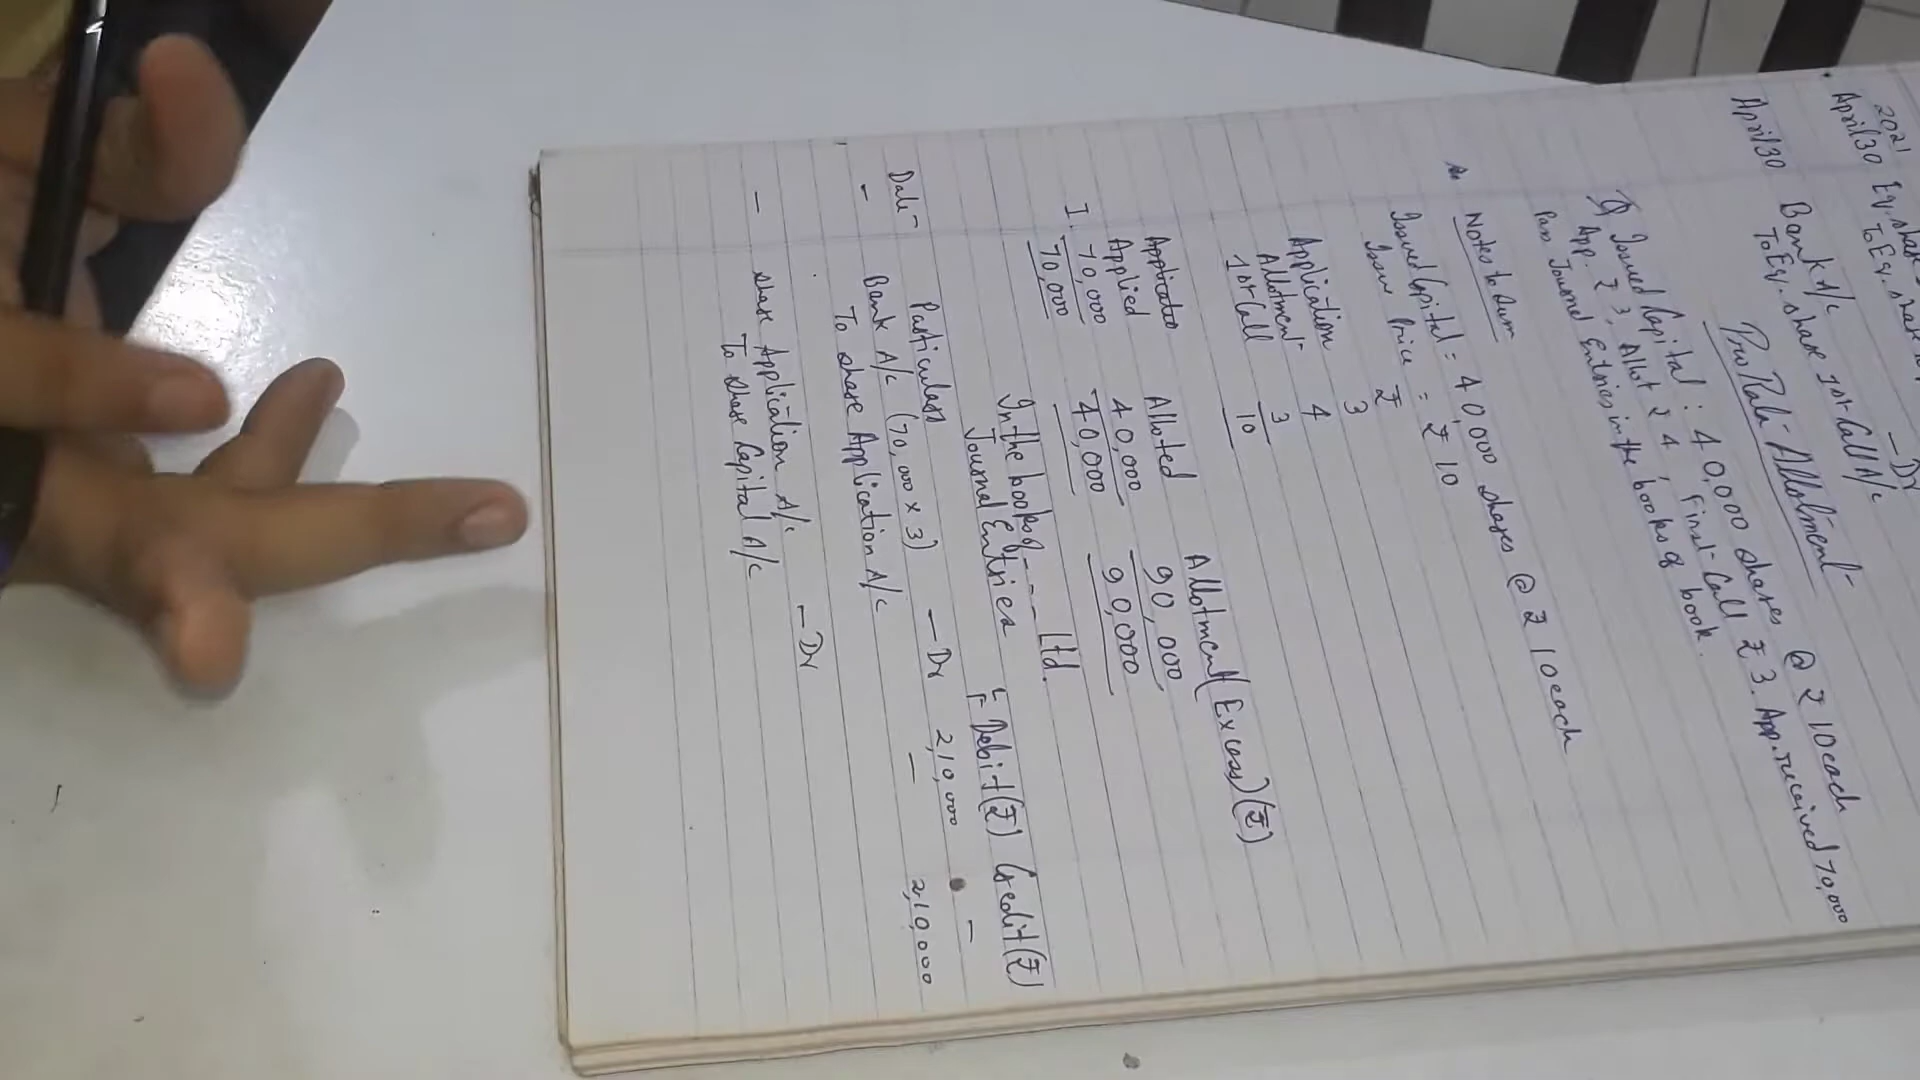 2021
April 30 Eq. share
To Eq. share
-Dr
April 30 Bank A/c
To Eq. share 1st Call A/c
Pro Rata Allotment
Issued Capital : 40,000 shares @ ₹ 10 each
App. ₹ 3, Allot ₹ 4, final Call ₹ 3. App. received 70,000
Pass Journal Entries in the books of book.
Notes to Sum
Issued Capital = 40,000 shares @ ₹ 10 each
Issue Price = ₹ 10
₹
Application 3
Allotment 4
1st Call 3
10
Applied Alloted Allotment (Excess) (₹)
I. 70,000 40,000 90,000
70,000 40,000 90,000
In the books of --- Ltd.
Journal Entries
Date Particulars LF Debit (₹) Credit (₹)
- Bank A/c (70,000 x 3) -Dr 2,10,000 -
To share Application A/c - 2,10,000
- share Application A/c -Dr
To share Capital A/c